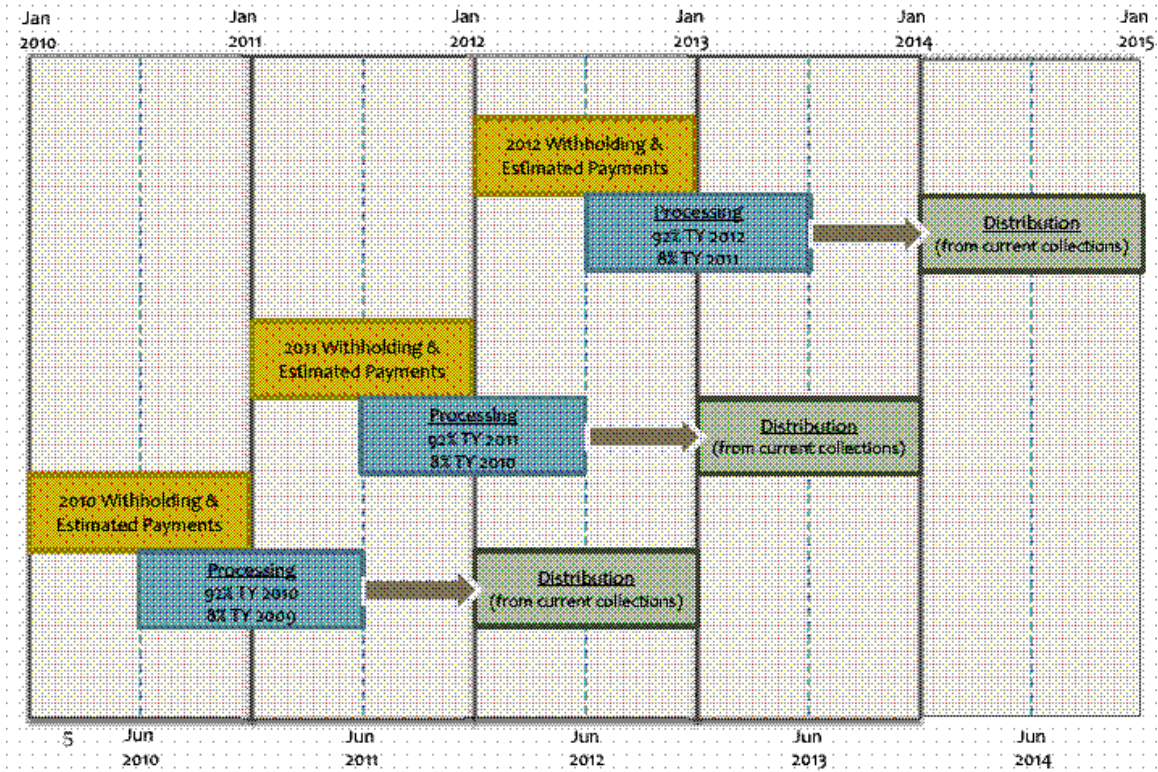 Jan
2010
Jan
2011
Jan
2012
Jan
2013
Jan
2014
Jan
2015
2012 Withholding &
Estimated Payments
Processing
92% TY 2012
8% TY 2011
Distribution
(from current collections)
2011 Withholding &
Estimated Payments
Processing
92% TY 2011
8% TY 2010
Distribution
(from current collections)
2010 Withholding &
Estimated Payments
Processing
92% TY 2010
8% TY 2009
Distribution
(from current collections)
5
Jun
2010
Jun
2011
Jun
2012
Jun
2013
Jun
2014